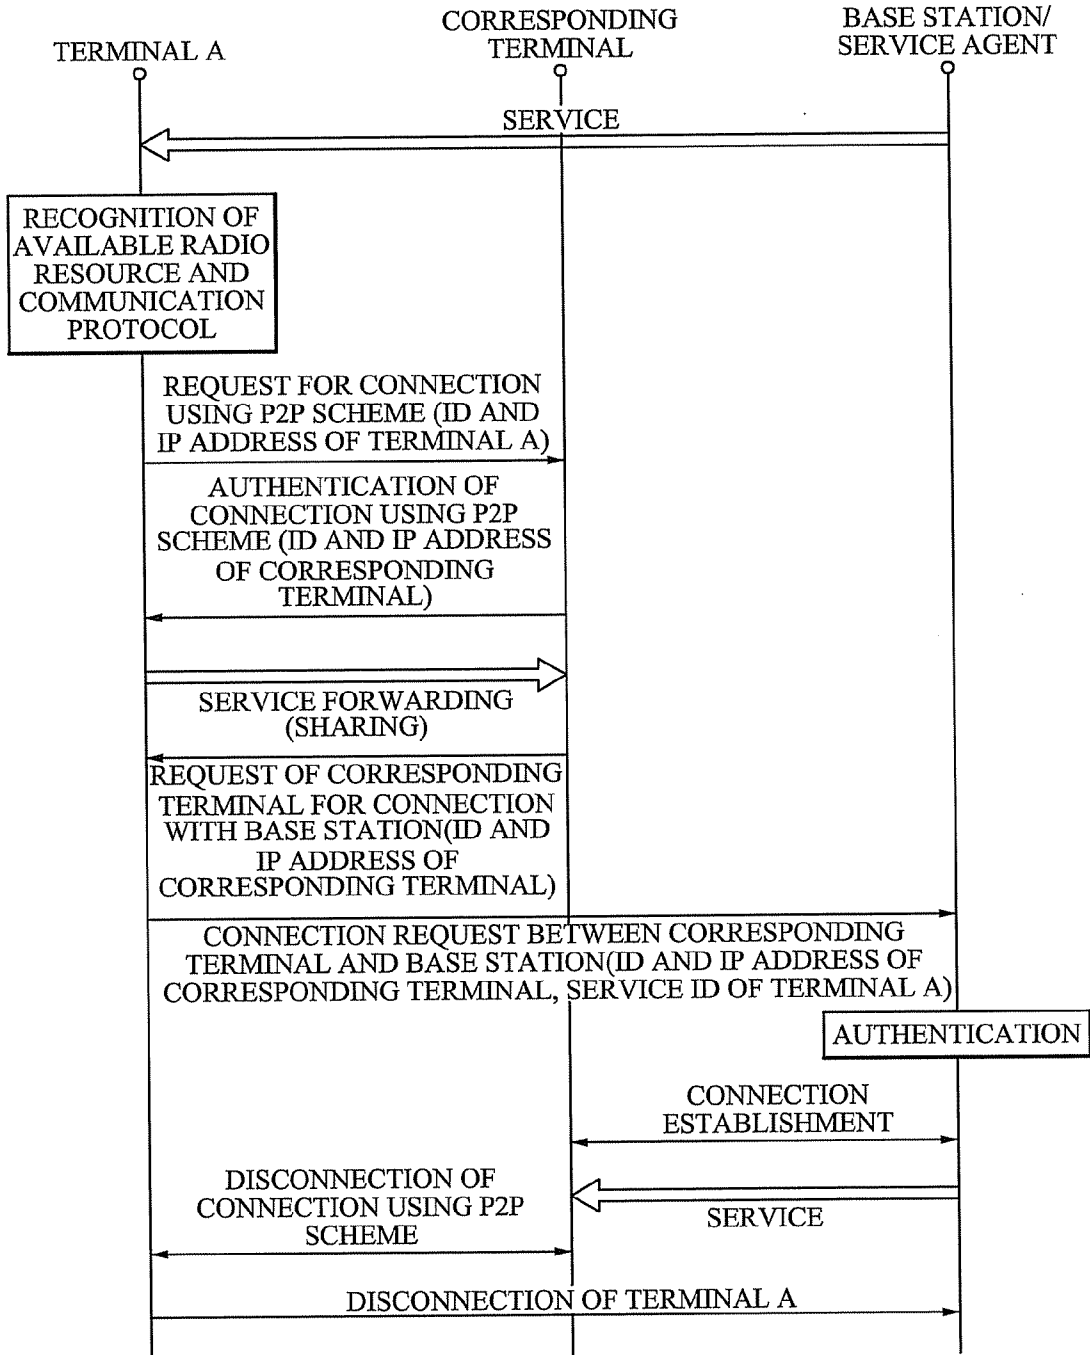 TERMINAL A
CORRESPONDING
TERMINAL
BASE STATION/
SERVICE AGENT
SERVICE
RECOGNITION OF
AVAILABLE RADIO
RESOURCE AND
COMMUNICATION
PROTOCOL
REQUEST FOR CONNECTION
USING P2P SCHEME (ID AND
IP ADDRESS OF TERMINAL A)
AUTHENTICATION OF
CONNECTION USING P2P
SCHEME (ID AND IP ADDRESS
OF CORRESPONDING
TERMINAL)
SERVICE FORWARDING
(SHARING)
REQUEST OF CORRESPONDING
TERMINAL FOR CONNECTION
WITH BASE STATION(ID AND
IP ADDRESS OF
CORRESPONDING TERMINAL)
CONNECTION REQUEST BETWEEN CORRESPONDING
TERMINAL AND BASE STATION(ID AND IP ADDRESS OF
CORRESPONDING TERMINAL, SERVICE ID OF TERMINAL A)
AUTHENTICATION
CONNECTION
ESTABLISHMENT
DISCONNECTION OF
CONNECTION USING P2P
SCHEME
SERVICE
DISCONNECTION OF TERMINAL A